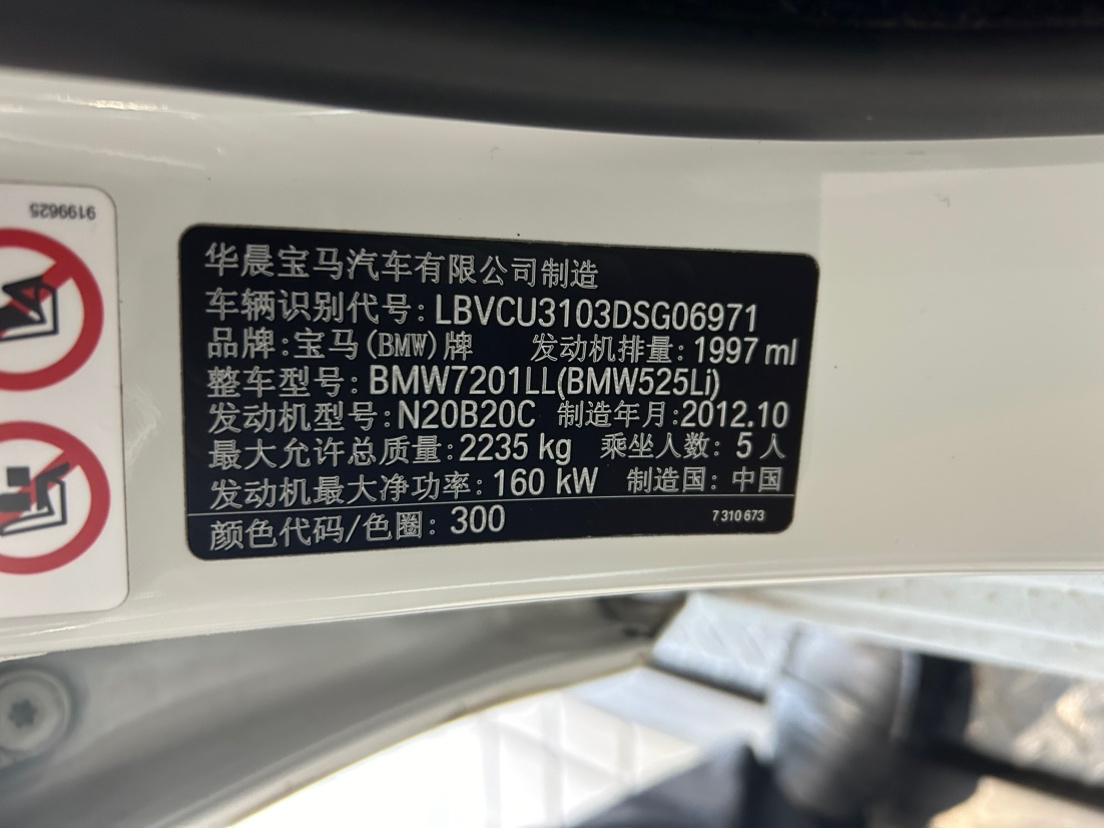 9199625
华晨宝马汽车有限公司制造
车辆识别代号: LBVCU3103DSG06971
品牌:宝马(BMW)牌 发动机排量: 1997 ml
整车型号: BMW7201LL(BMW525Li)
发动机型号: N20B20C 制造年月:2012.10
最大允许总质量:2235 kg 乘坐人数: 5 人
发动机最大净功率: 160 kW 制造国: 中国
颜色代码/色圈: 300 7 310 673